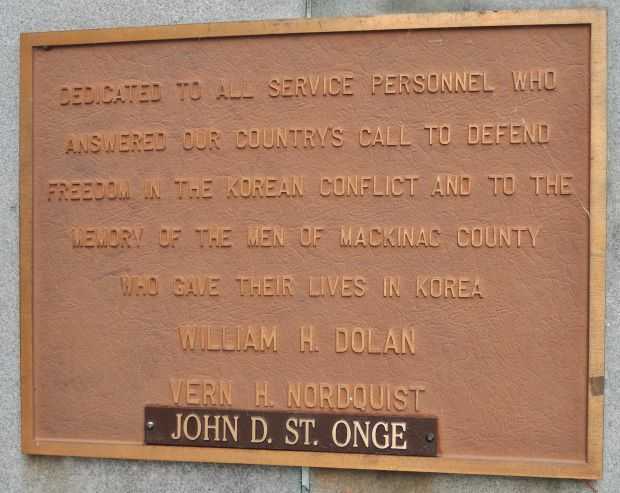 DEDICATED TO ALL SERVICE PERSONNEL WHO
ANSWERED OUR COUNTRY'S CALL TO DEFEND
FREEDOM IN THE KOREAN CONFLICT AND TO THE
MEMORY OF THE MEN OF MACKINAC COUNTY
WHO GAVE THEIR LIVES IN KOREA
WILLIAM H. DOLAN
VERN H. NORDQUIST
JOHN D. ST. ONGE